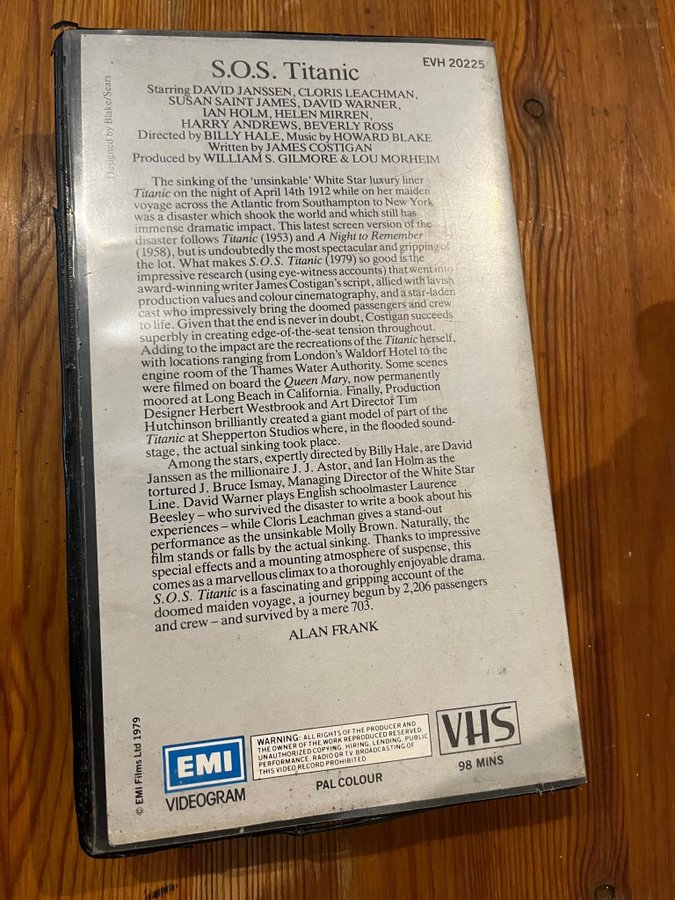 S.O.S. Titanic
EVH 20225
Starring DAVID JANSSEN, CLORIS LEACHMAN,
SUSAN SAINT JAMES, DAVID WARNER,
IAN HOLM, HELEN MIRREN,
HARRY ANDREWS, BEVERLY ROSS
Directed by BILLY HALE, Music by HOWARD BLAKE
Written by JAMES COSTIGAN
Produced by WILLIAM S. GILMORE & LOU MORHEIM
Designed by Blake/Sears
The sinking of the 'unsinkable' White Star luxury liner
Titanic on the night of April 14th 1912 while on her maiden
voyage across the Atlantic from Southampton to New York
was a disaster which shook the world and which still has
immense dramatic impact. This latest screen version of the
disaster follows Titanic (1953) and A Night to Remember
(1958), but is undoubtedly the most spectacular and gripping of
the lot. What makes S.O.S. Titanic (1979) so good is the
impressive research (using eye-witness accounts) that went into
award-winning writer James Costigan's script, allied with lavish
production values and colour cinematography, and a star-laden
cast who impressively bring the doomed passengers and crew
to life. Given that the end is never in doubt, Costigan succeeds
superbly in creating edge-of-the-seat tension throughout.
Adding to the impact are the recreations of the Titanic herself,
with locations ranging from London's Waldorf Hotel to the
engine room of the Thames Water Authority. Some scenes
were filmed on board the Queen Mary, now permanently
moored at Long Beach in California. Finally, Production
Designer Herbert Westbrook and Art Director Tim
Hutchinson brilliantly created a giant model of part of the
Titanic at Shepperton Studios where, in the flooded sound-
stage, the actual sinking took place.
Among the stars, expertly directed by Billy Hale, are David
Janssen as the millionaire J. J. Astor, and Ian Holm as the
tortured J. Bruce Ismay, Managing Director of the White Star
Line. David Warner plays English schoolmaster Laurence
Beesley – who survived the disaster to write a book about his
experiences – while Cloris Leachman gives a stand-out
performance as the unsinkable Molly Brown. Naturally, the
film stands or falls by the actual sinking. Thanks to impressive
special effects and a mounting atmosphere of suspense, this
comes as a marvellous climax to a thoroughly enjoyable drama.
S.O.S. Titanic is a fascinating and gripping account of the
doomed maiden voyage, a journey begun by 2,206 passengers
and crew – and survived by a mere 703.
ALAN FRANK
© EMI Films Ltd 1979
EMI
VIDEOGRAM
WARNING: ALL RIGHTS OF THE PRODUCER AND
THE OWNER OF THE WORK REPRODUCED RESERVED.
UNAUTHORIZED COPYING, HIRING, LENDING, PUBLIC
PERFORMANCE, RADIO OR T.V. BROADCASTING OF
THIS VIDEO RECORD PROHIBITED.
PAL COLOUR
VHS
98 MINS